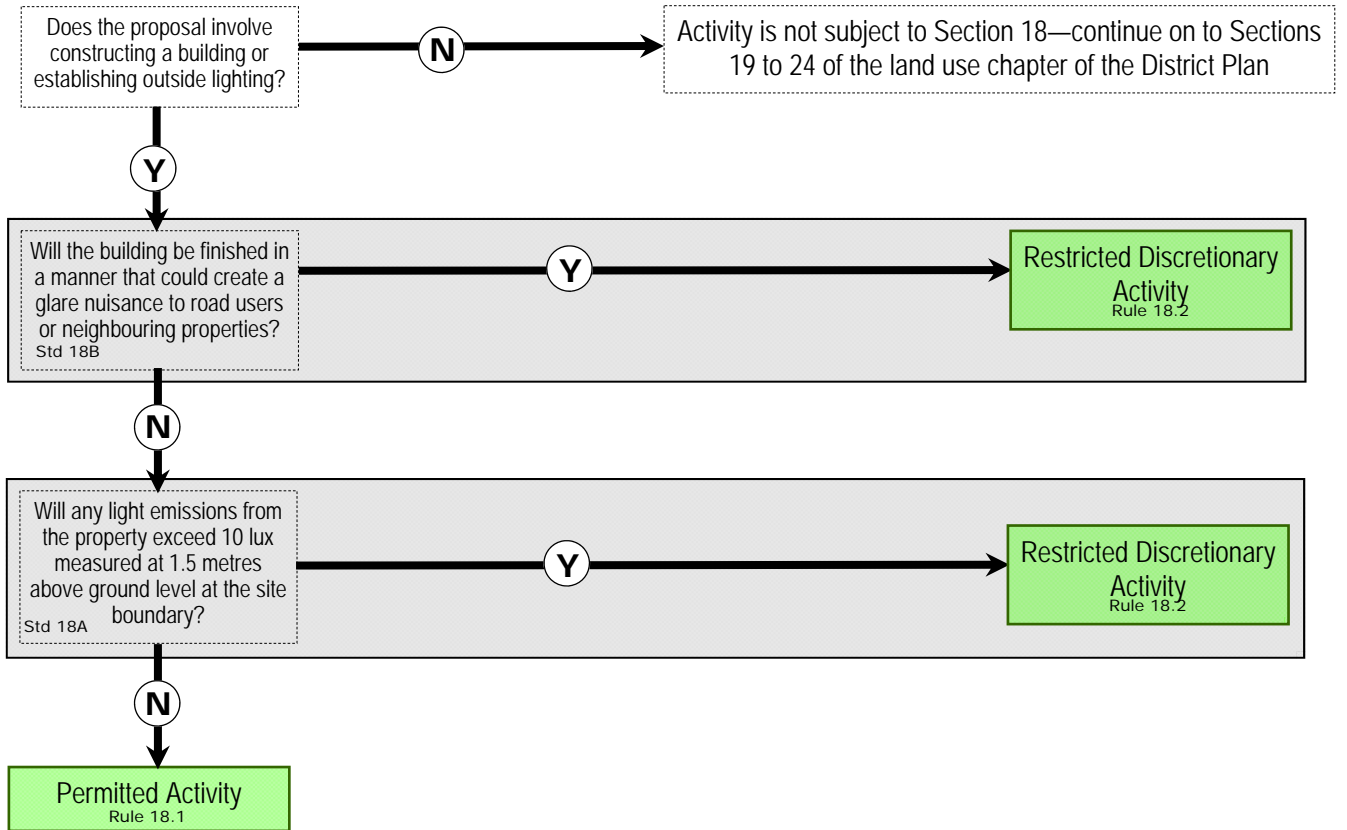 Does the proposal involve
constructing a building or
establishing outside lighting?
N
Activity is not subject to Section 18—continue on to Sections
19 to 24 of the land use chapter of the District Plan
Y
Will the building be finished in
a manner that could create a
glare nuisance to road users
or neighbouring properties?
Std 18B
Y
Restricted Discretionary
Activity
Rule 18.2
N
Will any light emissions from
the property exceed 10 lux
measured at 1.5 metres
above ground level at the site
boundary?
Std 18A
Y
Restricted Discretionary
Activity
Rule 18.2
N
Permitted Activity
Rule 18.1